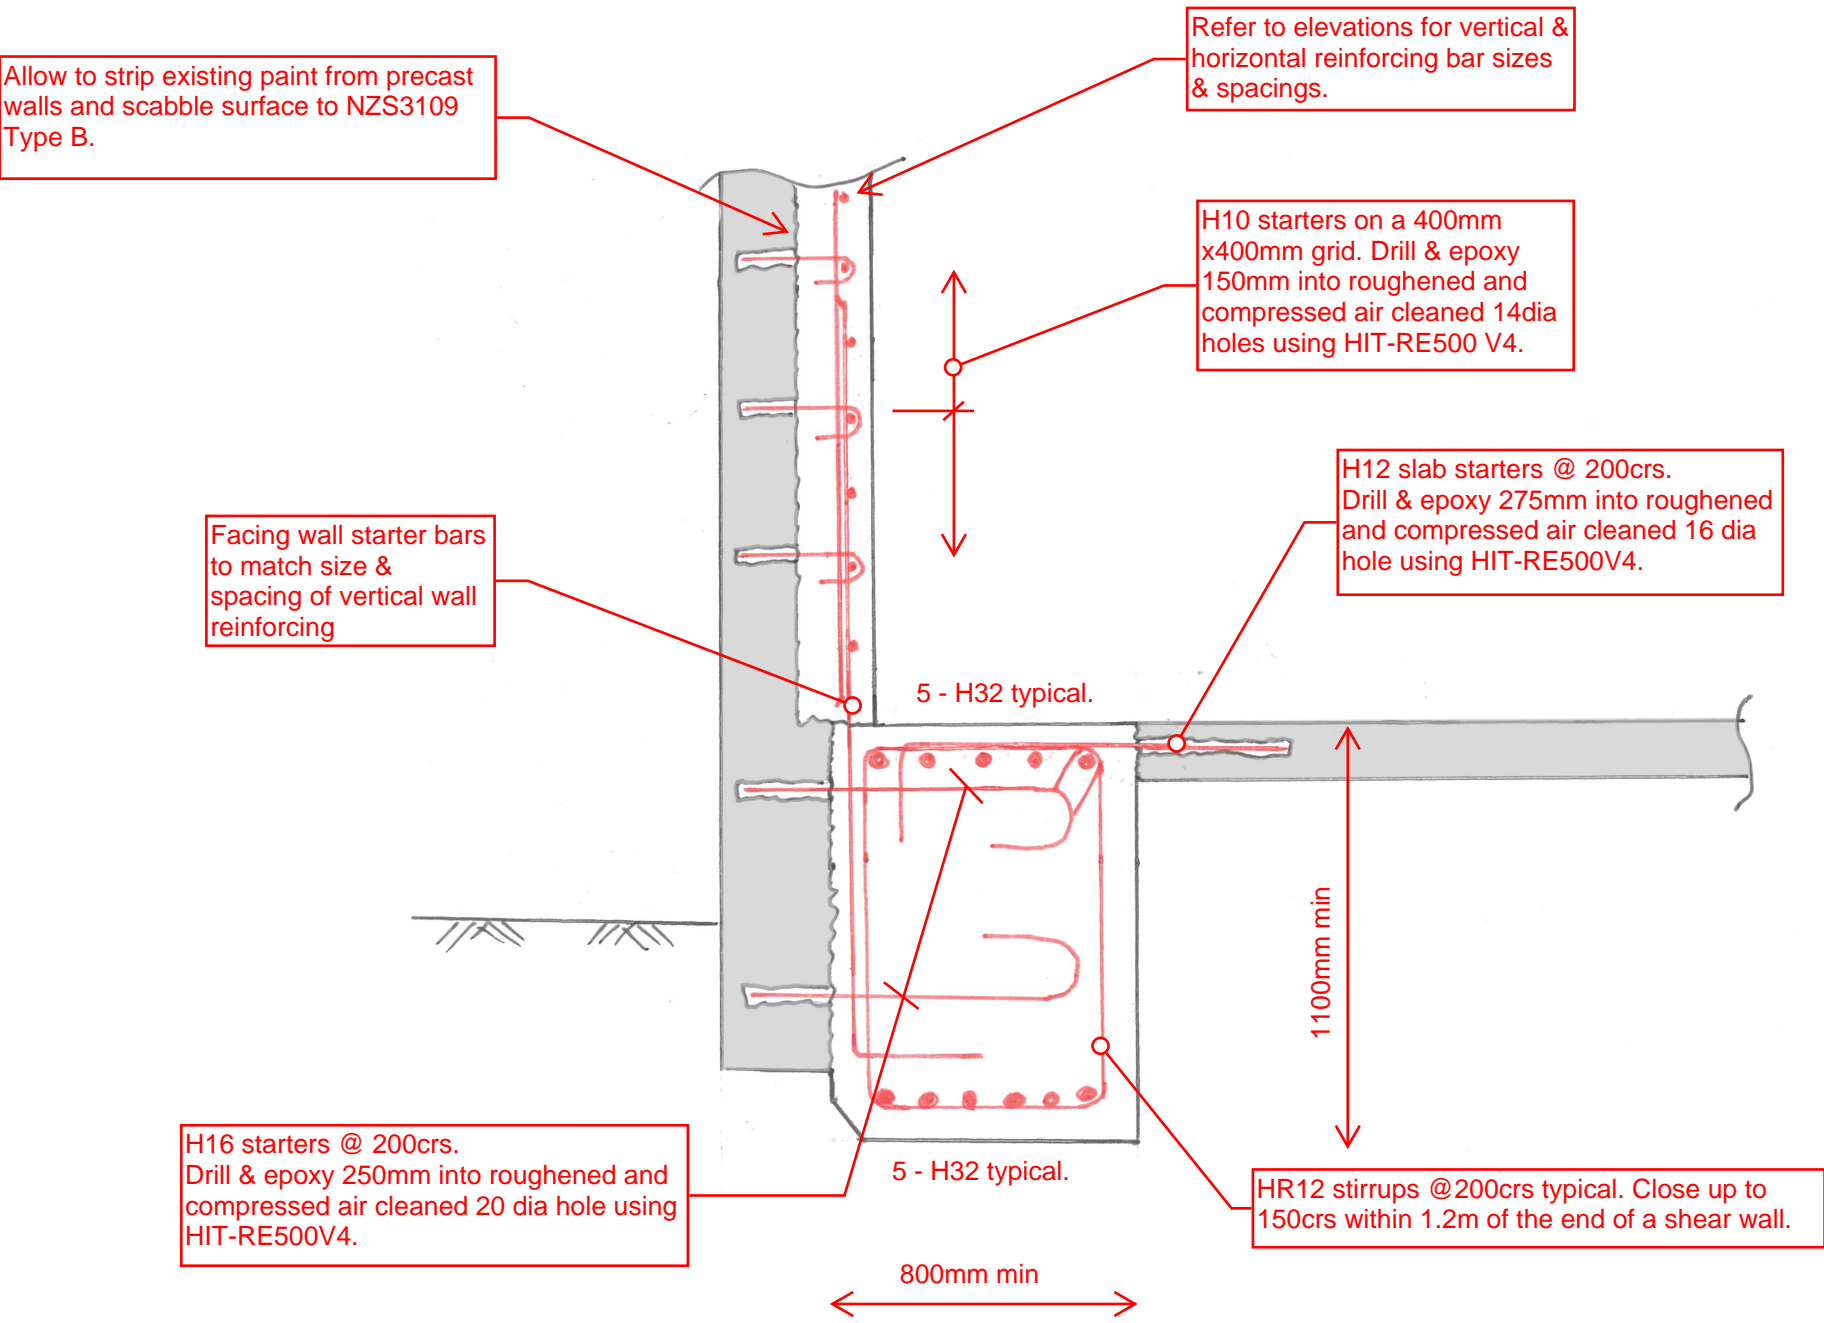 Refer to elevations for vertical &
horizontal reinforcing bar sizes
& spacings.
Allow to strip existing paint from precast
walls and scabble surface to NZS3109
Type B.
H10 starters on a 400mm
x400mm grid. Drill & epoxy
150mm into roughened and
compressed air cleaned 14dia
holes using HIT-RE500 V4.
H12 slab starters @ 200crs.
Drill & epoxy 275mm into roughened
and compressed air cleaned 16 dia
hole using HIT-RE500V4.
Facing wall starter bars
to match size &
spacing of vertical wall
reinforcing
5 - H32 typical.
1100mm min
H16 starters @ 200crs.
Drill & epoxy 250mm into roughened and
compressed air cleaned 20 dia hole using
HIT-RE500V4.
5 - H32 typical.
HR12 stirrups @200crs typical. Close up to
150crs within 1.2m of the end of a shear wall.
800mm min